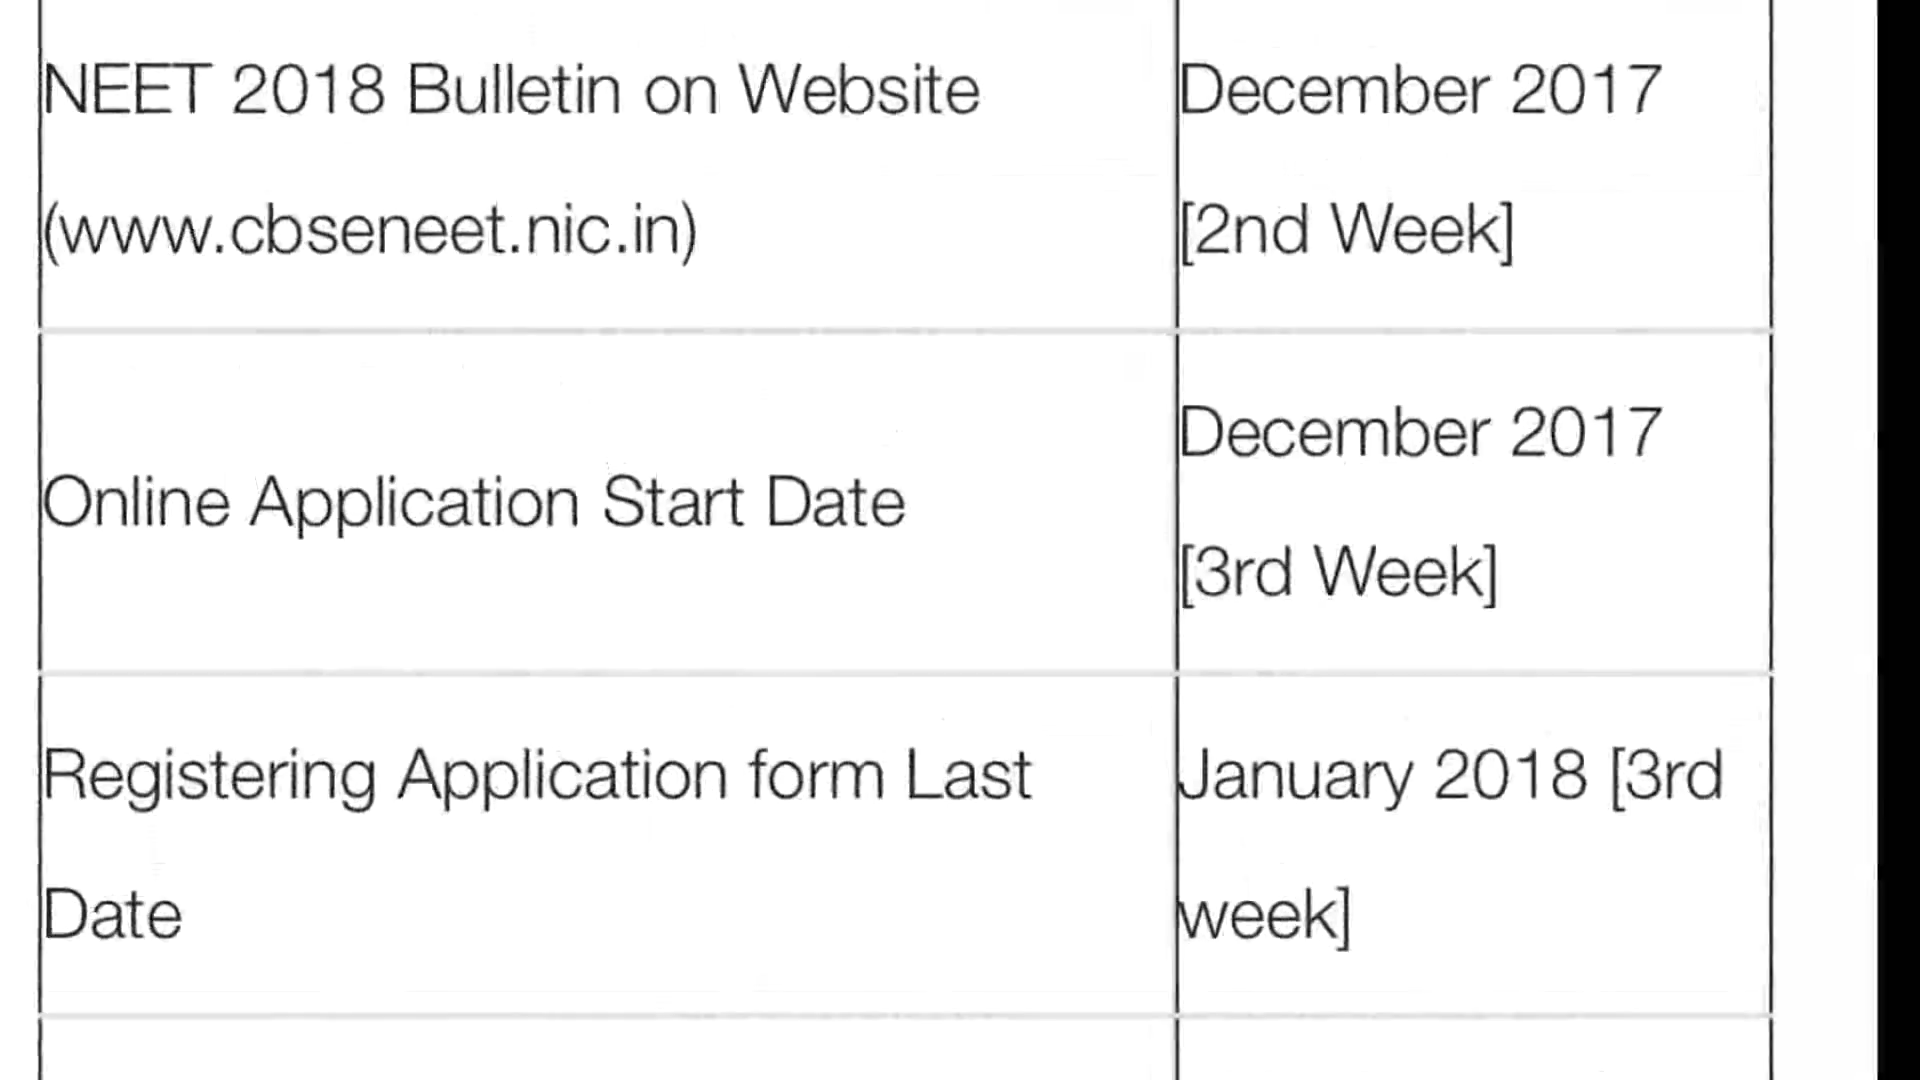 NEET 2018 Bulletin on Website
(www.cbseneet.nic.in)
December 2017
[2nd Week]
Online Application Start Date
December 2017
[3rd Week]
Registering Application form Last
Date
January 2018 [3rd
week]